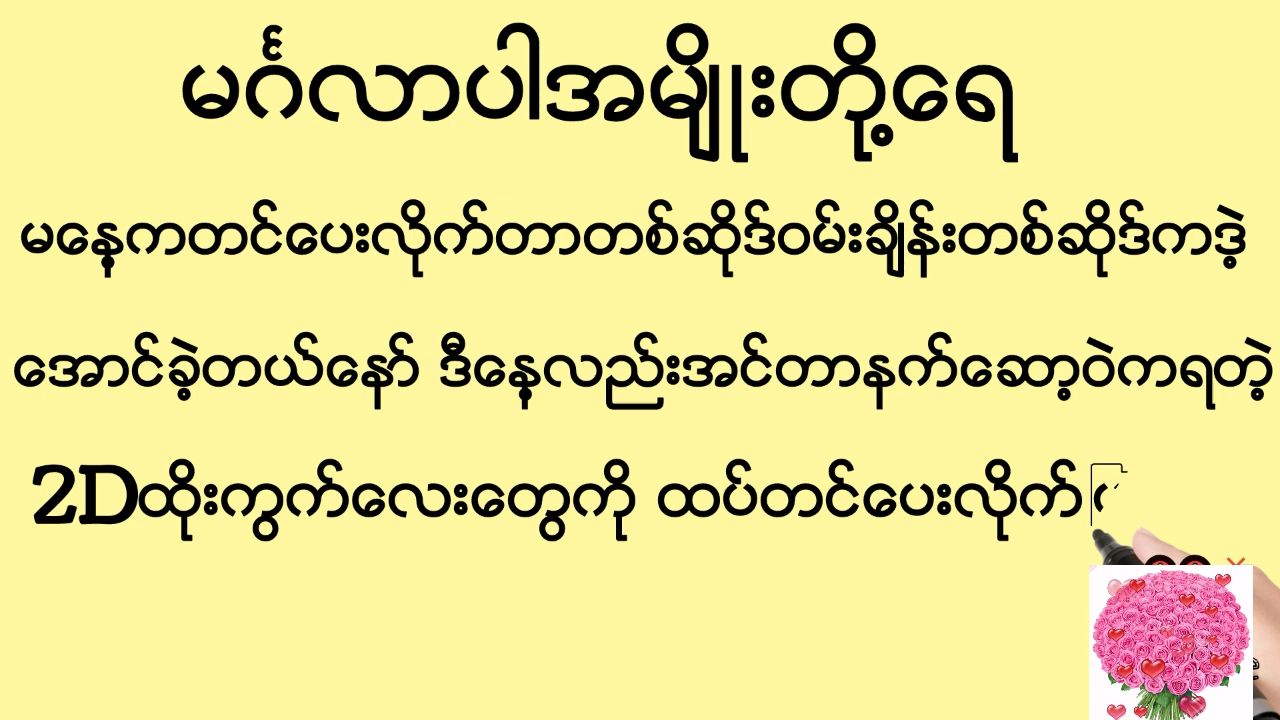 မင်္ဂလာပါအမျိုးတို့ရေ
မနေ့ကတင်ပေးလိုက်တာတစ်ဆိုဒ်ဝမ်းချိန်းတစ်ဆိုဒ်ကဒဲ့
အောင်ခဲ့တယ်နော် ဒီနေ့လည်းအင်တာနက်ဆော့ဝဲကရတဲ့
2Dထိုးကွက်လေးတွေကို ထပ်တင်ပေးလိုက်